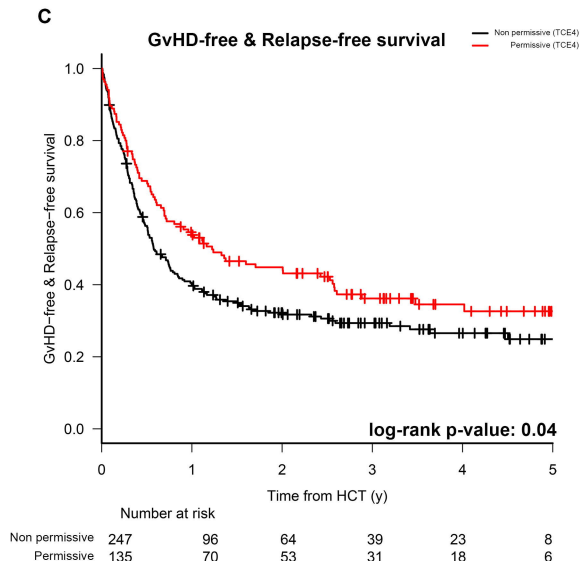 C
GvHD-free & Relapse-free survival
Non permissive (TCE4)
Permissive (TCE4)
GvHD−free & Relapse−free survival
1.0
0.8
0.6
0.4
0.2
0.0
log-rank p-value: 0.04
0 1 2 3 4 5
Time from HCT (y)
Number at risk
Non permissive 247 96 64 39 23 8
Permissive 135 70 53 31 18 6